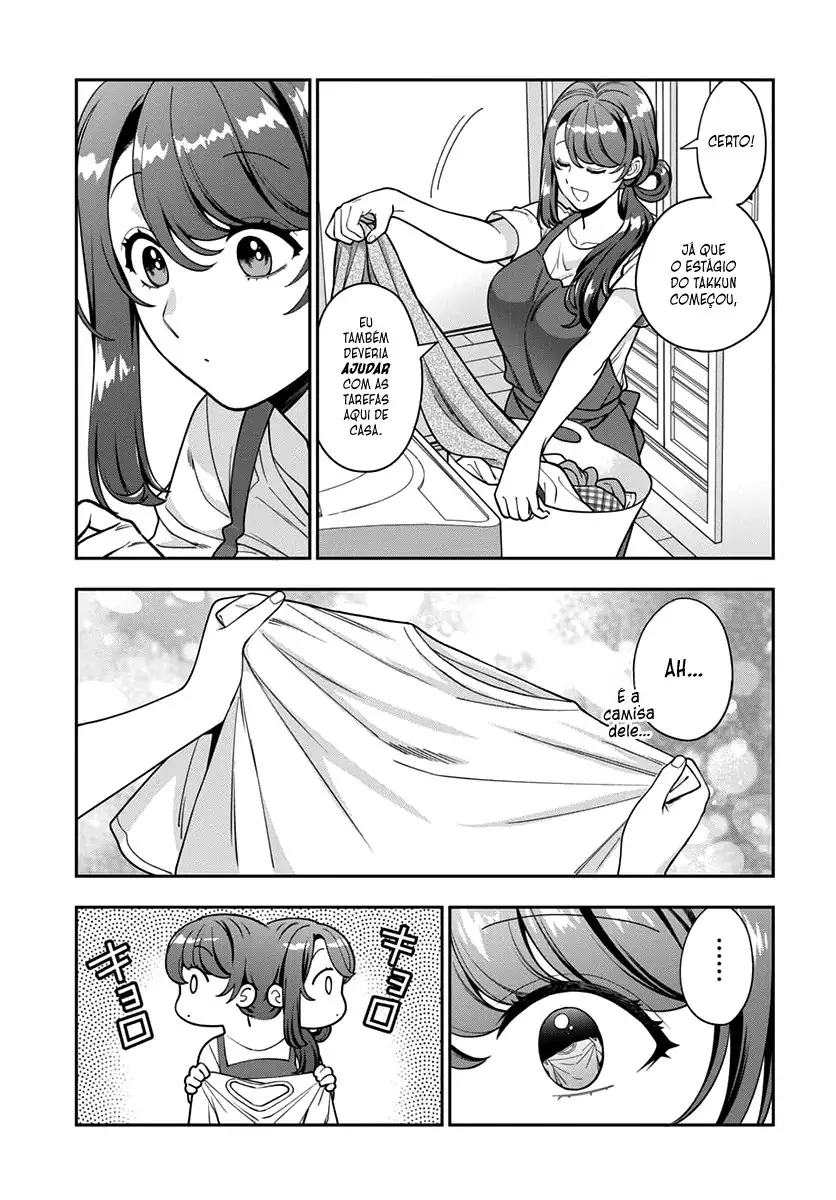 CERTO!
JÁ QUE
O ESTÁGIO
DO TAKKUN
COMEÇOU,
EU
TAMBÉM
DEVERIA
AJUDAR
COM AS
TAREFAS
AQUI DE
CASA.
AH...
É a
camisa
dele...
......
キョロ
キョロ